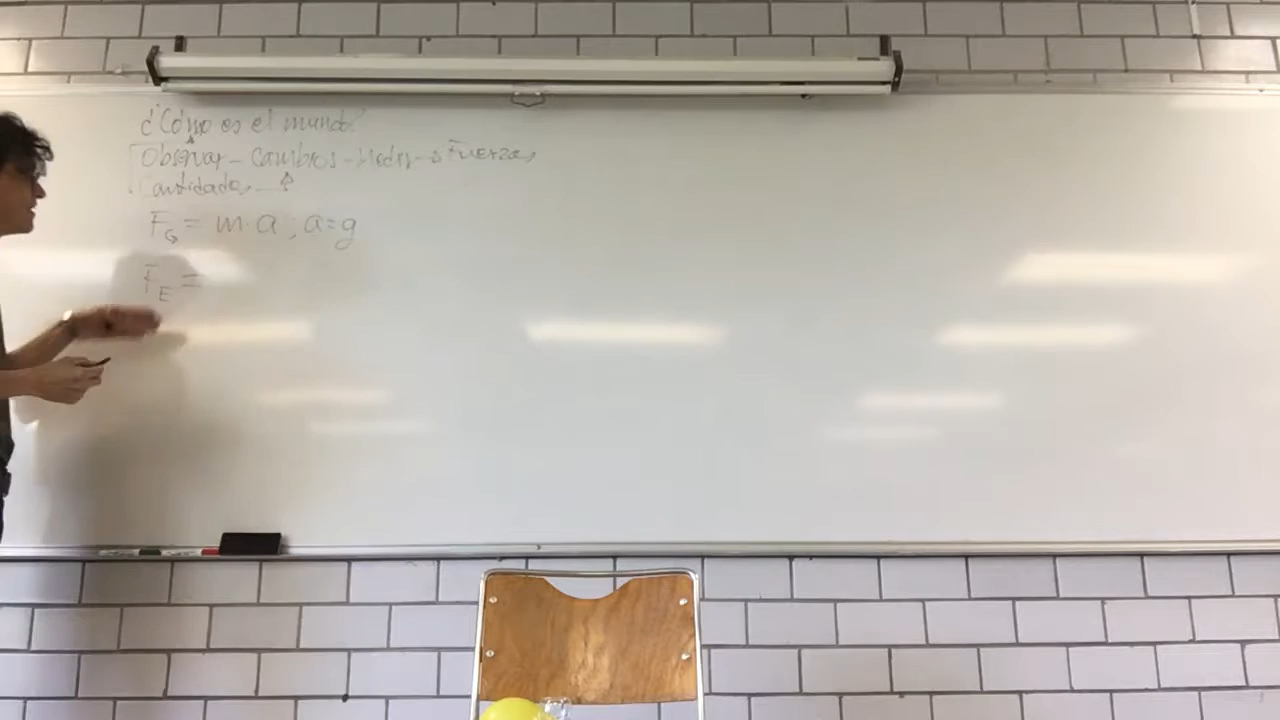 ¿Cómo es el mundo?
Observar - Cambios - Medir → Fuerzas
Cantidades
F_G = m·a ; a=g
F_E =